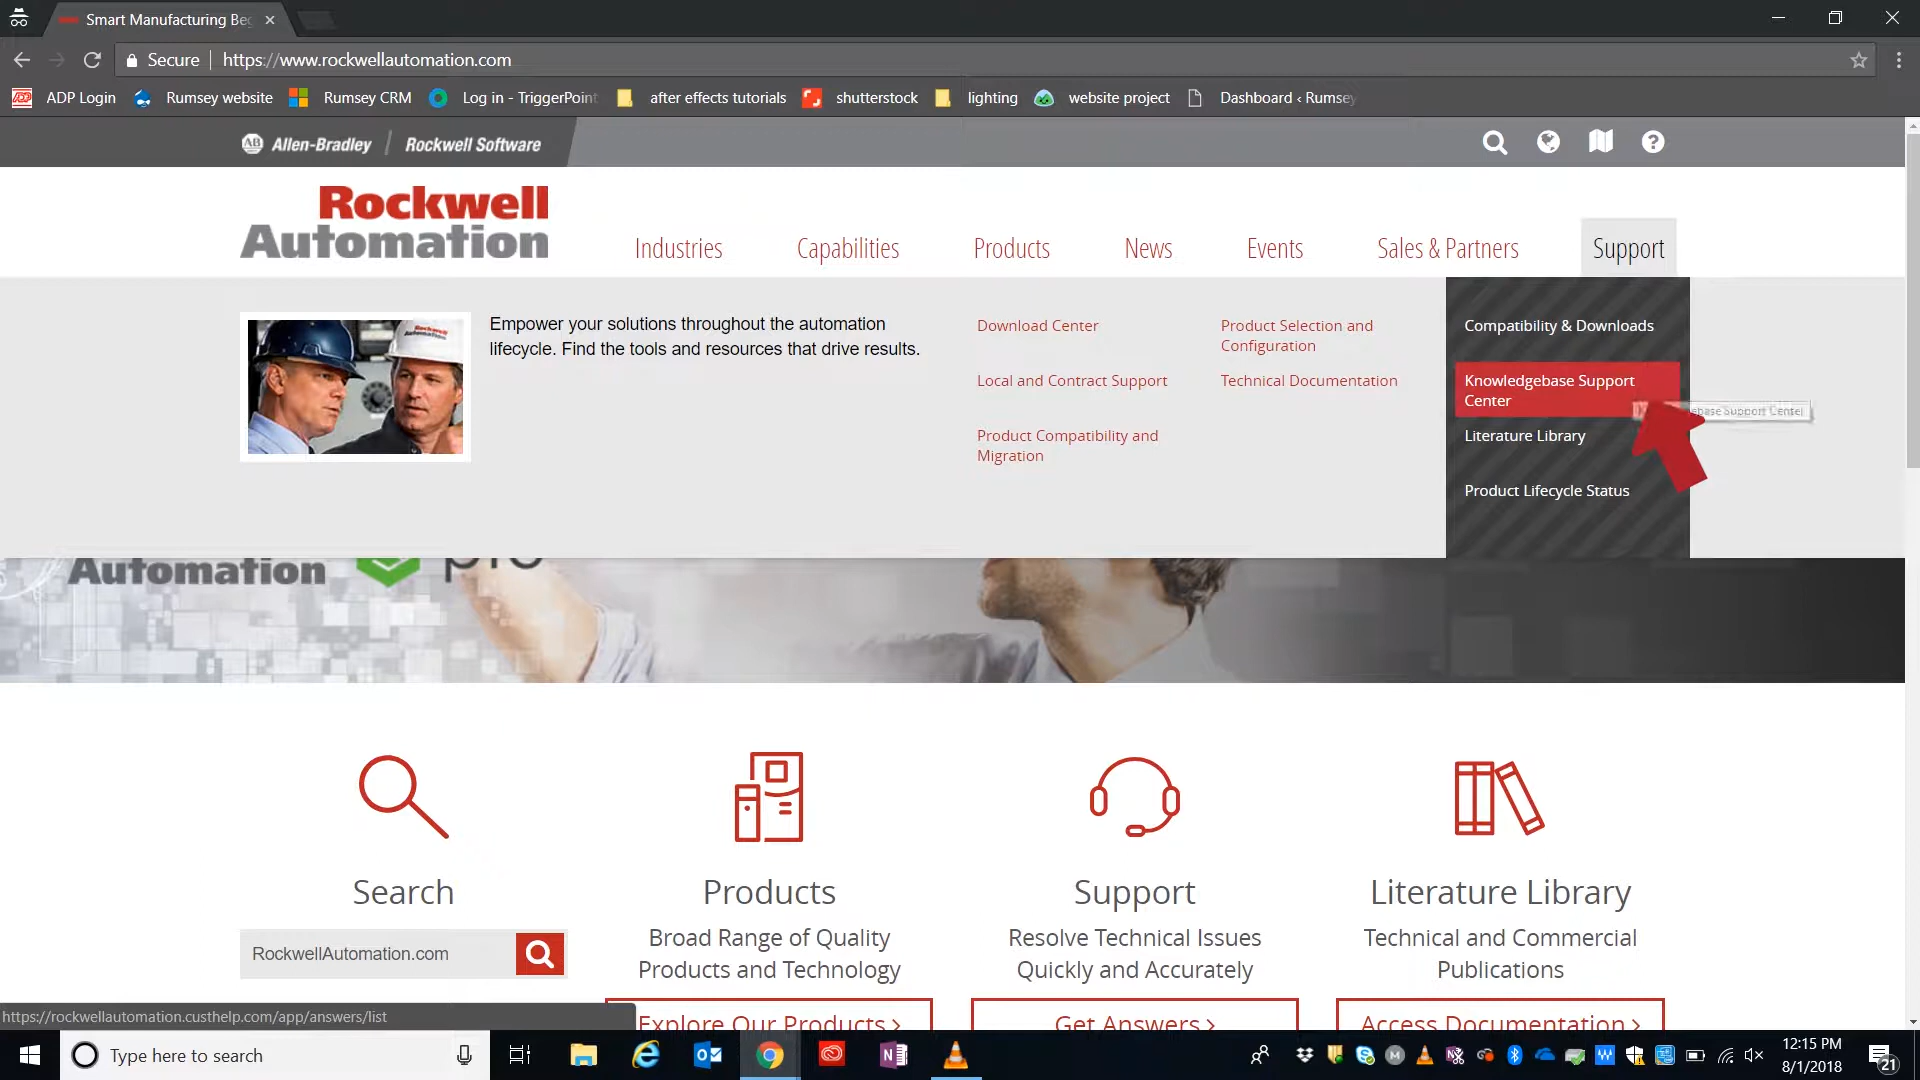 Smart Manufacturing Be
Secure https://www.rockwellautomation.com
ADP Login Rumsey website Rumsey CRM Log in - TriggerPoint after effects tutorials shutterstock lighting website project Dashboard ‹ Rumsey
Allen-Bradley / Rockwell Software
Rockwell
Automation
Industries Capabilities Products News Events Sales & Partners Support
Empower your solutions throughout the automation
lifecycle. Find the tools and resources that drive results.
Download Center
Local and Contract Support
Product Compatibility and
Migration
Product Selection and
Configuration
Technical Documentation
Compatibility & Downloads
Knowledgebase Support
Center
ebase Support Center
Literature Library
Product Lifecycle Status
Automation
Search
RockwellAutomation.com
Products
Broad Range of Quality
Products and Technology
Explore Our Products ›
Support
Resolve Technical Issues
Quickly and Accurately
Get Answers ›
Literature Library
Technical and Commercial
Publications
Access Documentation ›
https://rockwellautomation.custhelp.com/app/answers/list
Type here to search
12:15 PM
8/1/2018
21